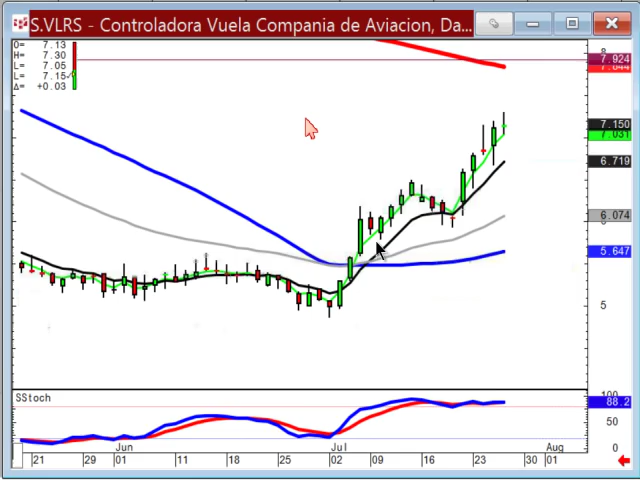 S.VLRS - Controladora Vuela Compania de Aviacion, Da...
O= 7.13
H= 7.30
L= 7.05
L= 7.15
Δ= +0.03
8
7.924
7.150
7.031
6.719
6.074
5.647
5
SStoch
100
88.2
50
0
Jun Jul Aug
21 29 01 11 18 25 02 09 16 23 30 01